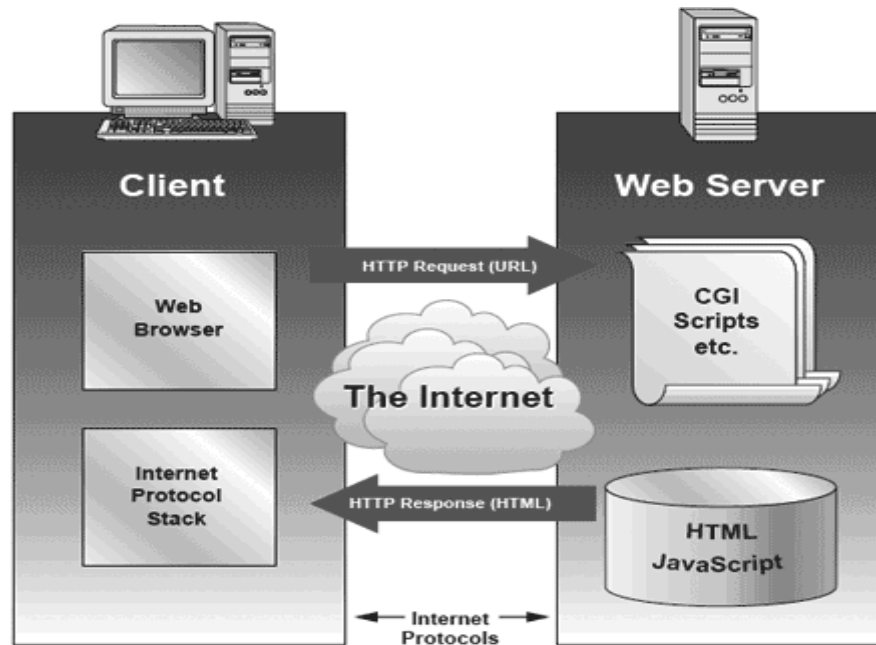 Client
Web Server
HTTP Request (URL)
Web
Browser
CGI
Scripts
etc.
The Internet
Internet
Protocol
Stack
HTTP Response (HTML)
HTML
JavaScript
Internet
Protocols